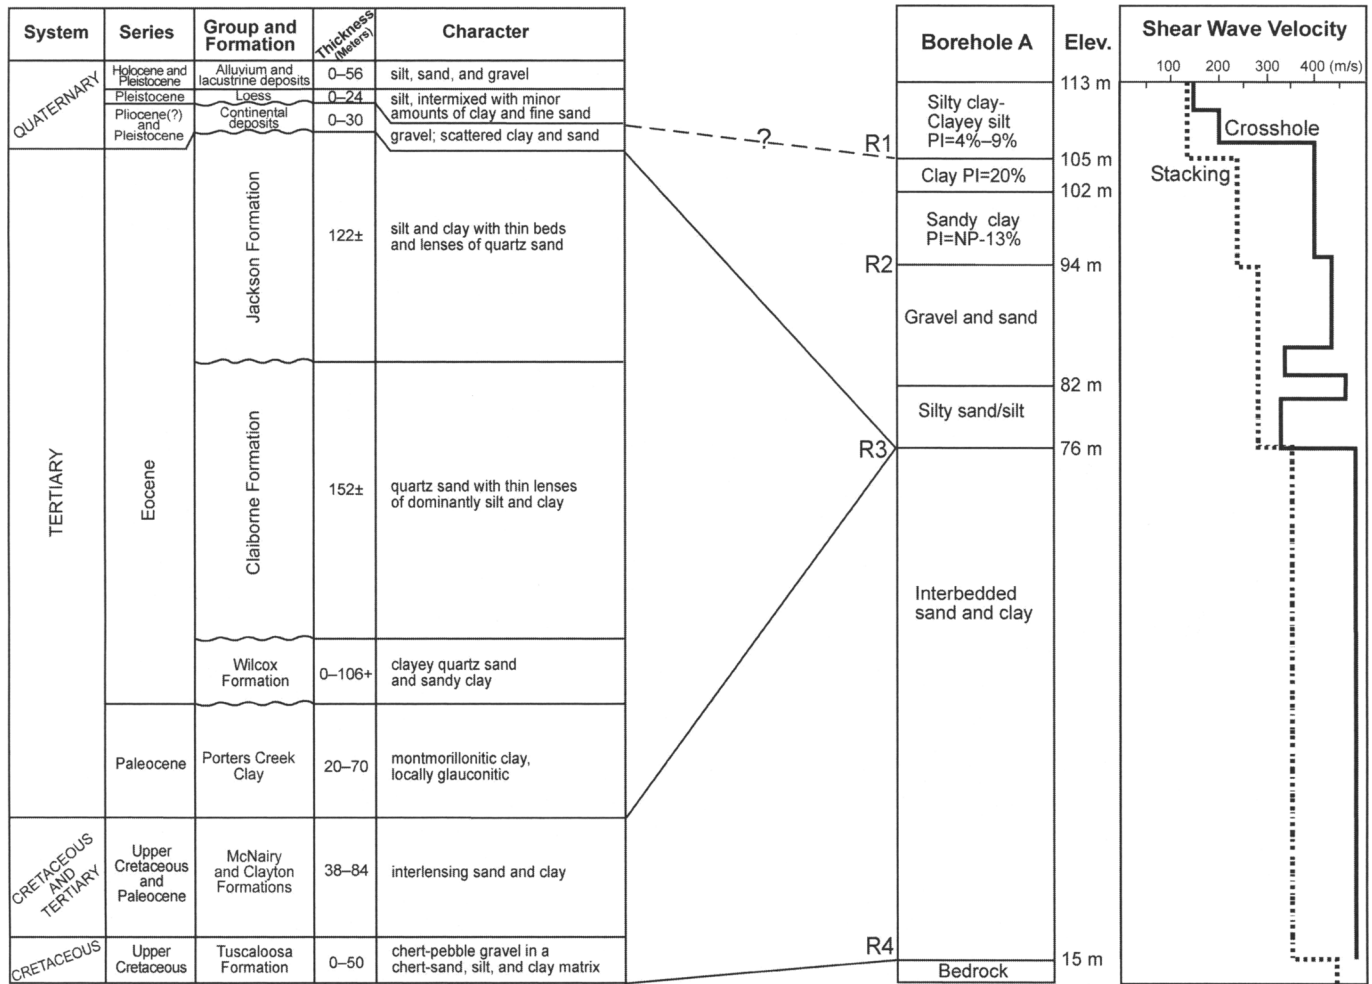 System
Series
Group and
Formation
Thickness
(Meters)
Character
QUATERNARY
Holocene and
Pleistocene
Alluvium and
lacustrine deposits
0–56
silt, sand, and gravel
Pleistocene
Loess
0–24
silt, intermixed with minor
amounts of clay and fine sand
Pliocene(?)
and
Pleistocene
Continental
deposits
0–30
gravel; scattered clay and sand
TERTIARY
Eocene
Jackson Formation
122±
silt and clay with thin beds
and lenses of quartz sand
Claiborne Formation
152±
quartz sand with thin lenses
of dominantly silt and clay
Wilcox
Formation
0–106+
clayey quartz sand
and sandy clay
Paleocene
Porters Creek
Clay
20–70
montmorillonitic clay,
locally glauconitic
CRETACEOUS
AND
TERTIARY
Upper
Cretaceous
and
Paleocene
McNairy
and Clayton
Formations
38–84
interlensing sand and clay
CRETACEOUS
Upper
Cretaceous
Tuscaloosa
Formation
0–50
chert-pebble gravel in a
chert-sand, silt, and clay matrix
?
R1
R2
R3
R4
Borehole A
Elev.
113 m
Silty clay-
Clayey silt
PI=4%–9%
105 m
Clay PI=20%
102 m
Sandy clay
PI=NP-13%
94 m
Gravel and sand
82 m
Silty sand/silt
76 m
Interbedded
sand and clay
15 m
Bedrock
Shear Wave Velocity
100 200 300 400 (m/s)
Crosshole
Stacking